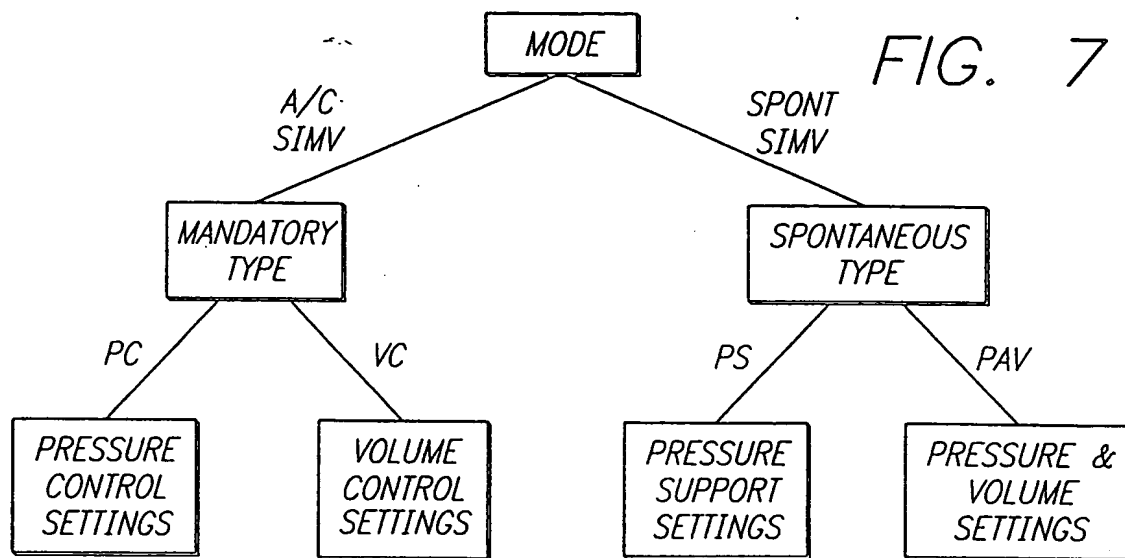 MODE
FIG. 7
A/C
SIMV
SPONT
SIMV
MANDATORY
TYPE
SPONTANEOUS
TYPE
PC
VC
PS
PAV
PRESSURE
CONTROL
SETTINGS
VOLUME
CONTROL
SETTINGS
PRESSURE
SUPPORT
SETTINGS
PRESSURE &
VOLUME
SETTINGS